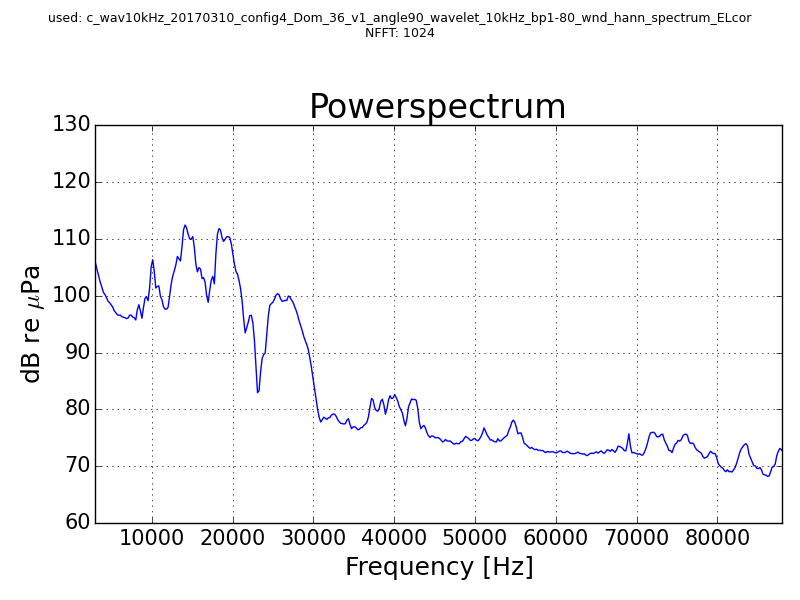 used: c_wav10kHz_20170310_config4_Dom_36_v1_angle90_wavelet_10kHz_bp1-80_wnd_hann_spectrum_ELcor
NFFT: 1024
Powerspectrum
130
120
110
100
90
80
70
60
dB re μPa
10000 20000 30000 40000 50000 60000 70000 80000
Frequency [Hz]